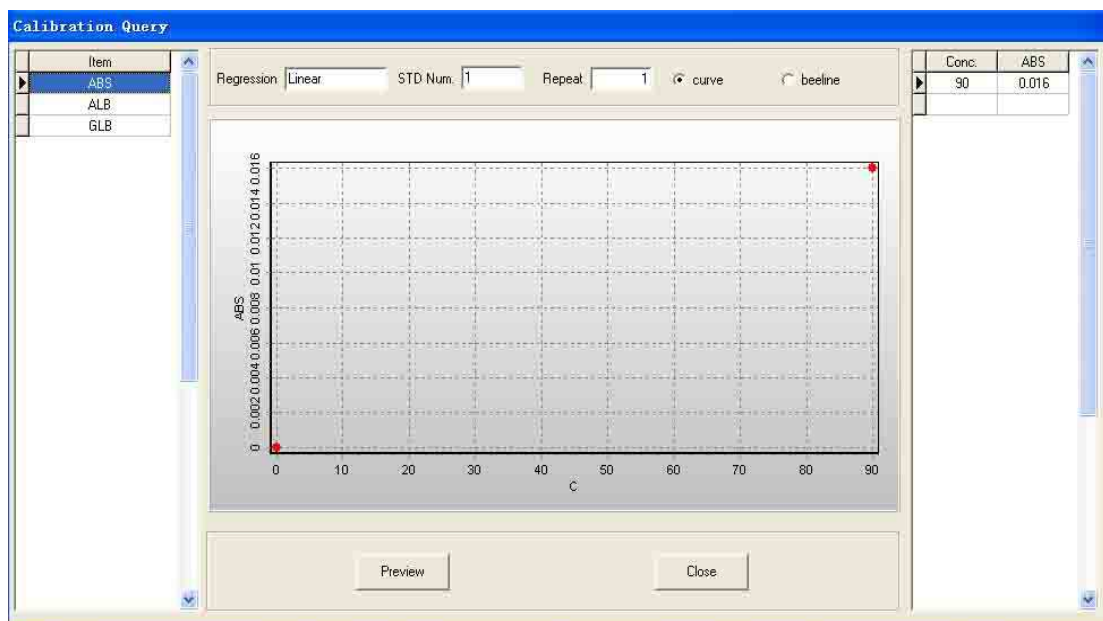 Calibration Query
Item
ABS
ALB
GLB
Regression Linear STD Num. 1 Repeat 1 curve beeline
Conc. ABS
90 0.016
ABS
0.016
0.014
0.012
0.01
0.008
0.006
0.004
0.002
0
0 10 20 30 40 50 60 70 80 90
C
Preview Close